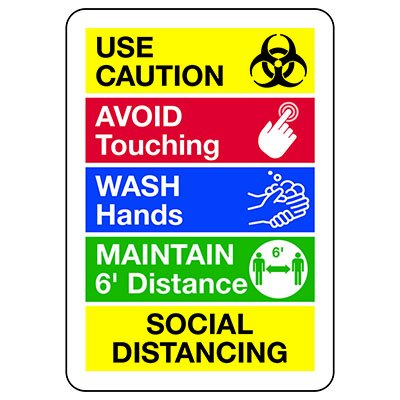 USE
CAUTION
AVOID
Touching
WASH
Hands
MAINTAIN
6' Distance
6'
SOCIAL
DISTANCING